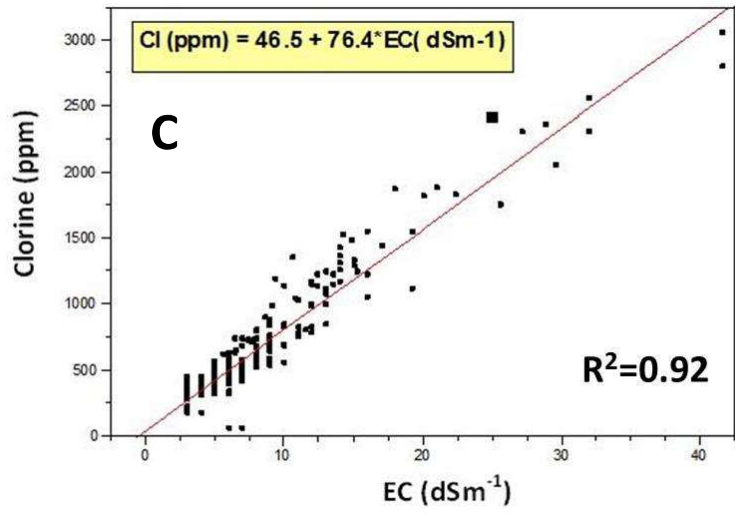 Cl (ppm) = 46.5 + 76.4*EC( dSm-1)
C
R²=0.92
Clorine (ppm)
3000
2500
2000
1500
1000
500
0
0 10 20 30 40
EC (dSm⁻¹)